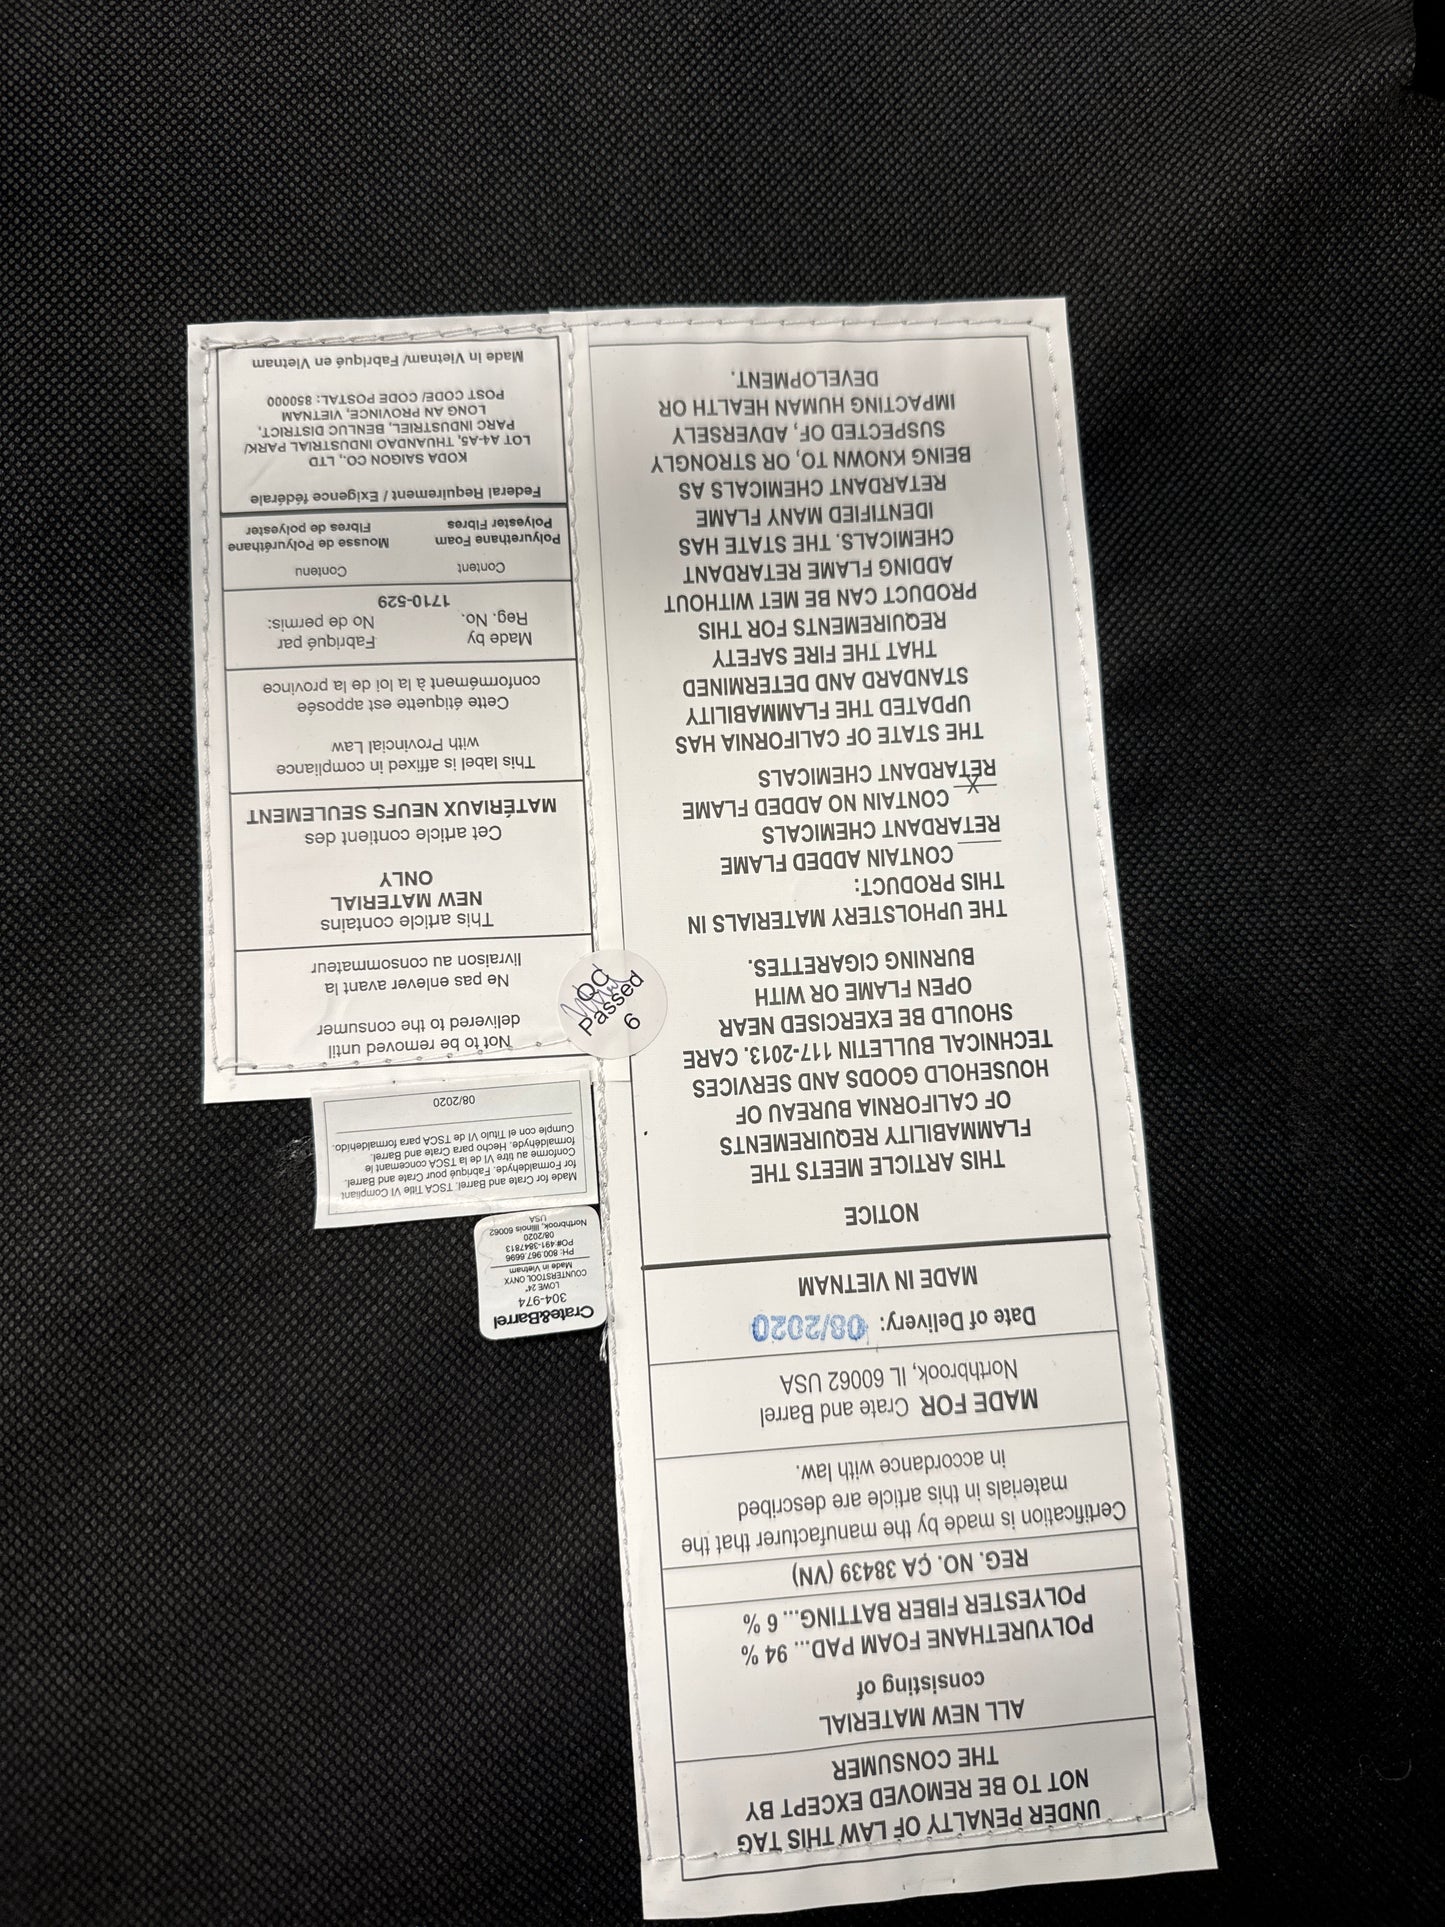 UNDER PENALTY OF LAW THIS TAG
NOT TO BE REMOVED EXCEPT BY
THE CONSUMER
ALL NEW MATERIAL
consisting of
POLYURETHANE FOAM PAD... 94 %
POLYESTER FIBER BATTING... 6 %
REG. NO. CA 38439 (VN)
Certification is made by the manufacturer that the
materials in this article are described
in accordance with law.
MADE FOR Crate and Barrel
Northbrook, IL 60062 USA
Date of Delivery: 08/2020
MADE IN VIETNAM
NOTICE
THIS ARTICLE MEETS THE
FLAMMABILITY REQUIREMENTS
OF CALIFORNIA BUREAU OF
HOUSEHOLD GOODS AND SERVICES
TECHNICAL BULLETIN 117-2013. CARE
SHOULD BE EXERCISED NEAR
OPEN FLAME OR WITH
BURNING CIGARETTES.
THE UPHOLSTERY MATERIALS IN
THIS PRODUCT:
CONTAIN ADDED FLAME
RETARDANT CHEMICALS
X CONTAIN NO ADDED FLAME
RETARDANT CHEMICALS
THE STATE OF CALIFORNIA HAS
UPDATED THE FLAMMABILITY
STANDARD AND DETERMINED
THAT THE FIRE SAFETY
REQUIREMENTS FOR THIS
PRODUCT CAN BE MET WITHOUT
ADDING FLAME RETARDANT
CHEMICALS. THE STATE HAS
IDENTIFIED MANY FLAME
RETARDANT CHEMICALS AS
BEING KNOWN TO, OR STRONGLY
SUSPECTED OF, ADVERSELY
IMPACTING HUMAN HEALTH OR
DEVELOPMENT.
Crate&Barrel
304-974
LOWE 24"
COUNTERSTOOL ONYX
Made in Vietnam
PH: 800.967.6696
PO# 491-3847813
08/2020
Northbrook, Illinois 60062
USA
Made for Crate and Barrel. TSCA Title VI Compliant
for Formaldehyde. Fabriqué pour Crate and Barrel.
Conforme au titre VI de la TSCA concernant le
formaldéhyde. Hecho para Crate and Barrel.
Cumple con el Título VI de TSCA para formaldehído.
08/2020
QC
Passed
6
Not to be removed until
delivered to the consumer
Ne pas enlever avant la
livraison au consommateur
This article contains
NEW MATERIAL
ONLY
Cet article contient des
MATÉRIAUX NEUFS SEULEMENT
This label is affixed in compliance
with Provincial Law
Cette étiquette est apposée
conformément à la loi de la province
Made by Fabriqué par
Reg. No. No de permis:
1710-529
Content Contenu
Polyurethane Foam Mousse de Polyuréthane
Polyester Fibres Fibres de polyester
Federal Requirement / Exigence fédérale
KODA SAIGON CO., LTD
LOT A4-A5, THUANDAO INDUSTRIAL PARK/
PARC INDUSTRIEL, BENLUC DISTRICT,
LONG AN PROVINCE, VIETNAM
POST CODE/ CODE POSTAL: 850000
Made in Vietnam/ Fabriqué en Vietnam